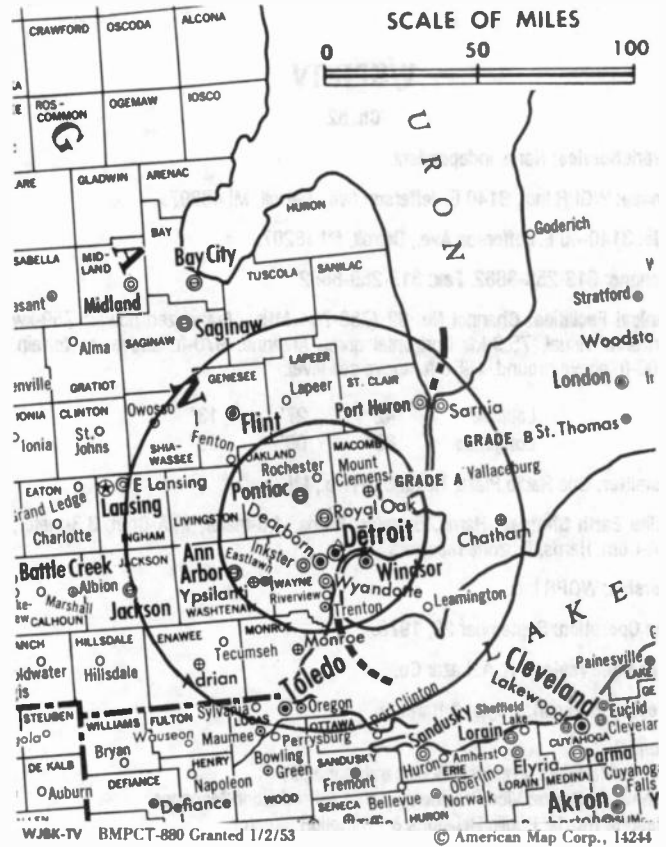 SCALE OF MILES
0 50 100
CRAWFORD OSCODA ALCONA
ROS-
COMMON OGEMAW IOSCO
G
U
R
O
N
GLADWIN ARENAC
HURON
Goderich
BAY
MID-
LAND
Bay City
SANILAC
TUSCOLA
Midland
Stratford
Saginaw
Alma SAGINAW
LAPEER
ST. CLAIR
London
GRATIOT
GENESEE
Lapeer
CLINTON
Owosso
Flint
Port Huron Sarnia
St.
Johns
SHIA-
WASSEE
Fenton
GRADE B St. Thomas
OAKLAND
MACOMB
Rochester
Mount
Clemens
GRADE A
Vallaceburg
EATON
E Lansing
Pontiac
Lansing
Royal Oak
Charlotte
INGHAM
LIVINGSTON
Dearborn
Detroit
Chatham
Battle Creek
JACKSON
Ann
Arbor
Eastlawn
Inkster
Windsor
Albion
Ypsilanti
WAYNE
Wyandotte
Marshall
CALHOUN
Jackson
WASHTENAW
Riverview
Trenton
Leamington
MONROE
HILLSDALE
ENAWEE
Tecumseh
Monroe
A K E
Hillsdale
Adrian
Painesville
Toledo
Cleveland
LAKE
Lakewood
Euclid
STEUBEN
WILLIAMS
FULTON
Sylvania
Oregon
Port Clinton
Sheffield
Lake
Wauseon
LUCAS
OTTAWA
Sandusky
Lorain
CUYAHOGA
Bryan
Maumee
Perrysburg
Parma
DE KALB
HENRY
Bowling
Green
SANDUSKY
Huron
ERIE
Amherst
Elyria
DEFIANCE
Napoleon
Fremont
Oberlin
LORAIN
MEDINA
Cuyahoga
Falls
Auburn
Defiance
WOOD
SENECA
Bellevue
Norwalk
HURON
Akron
WJBK-TV BMPCT-880 Granted 1/2/53
© American Map Corp., 14244